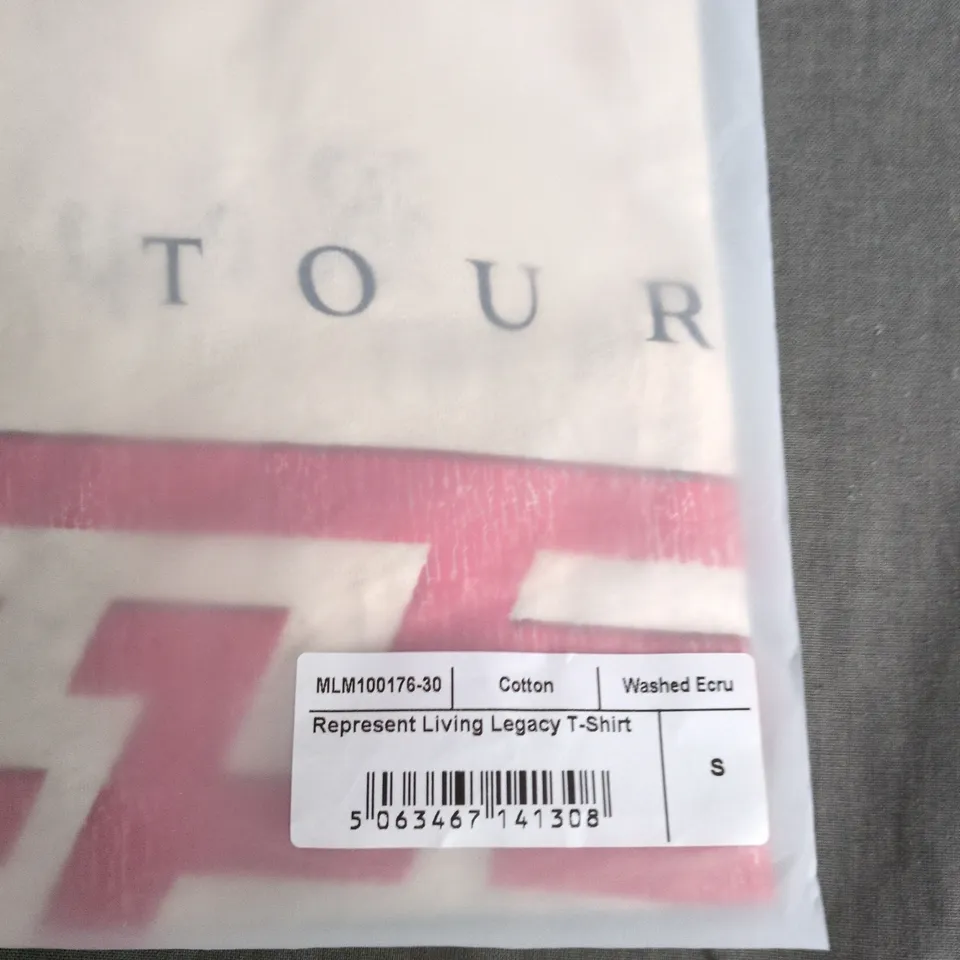 TOUR
MLM100176-30 Cotton Washed Ecru
Represent Living Legacy T-Shirt
S
5 063467 141308